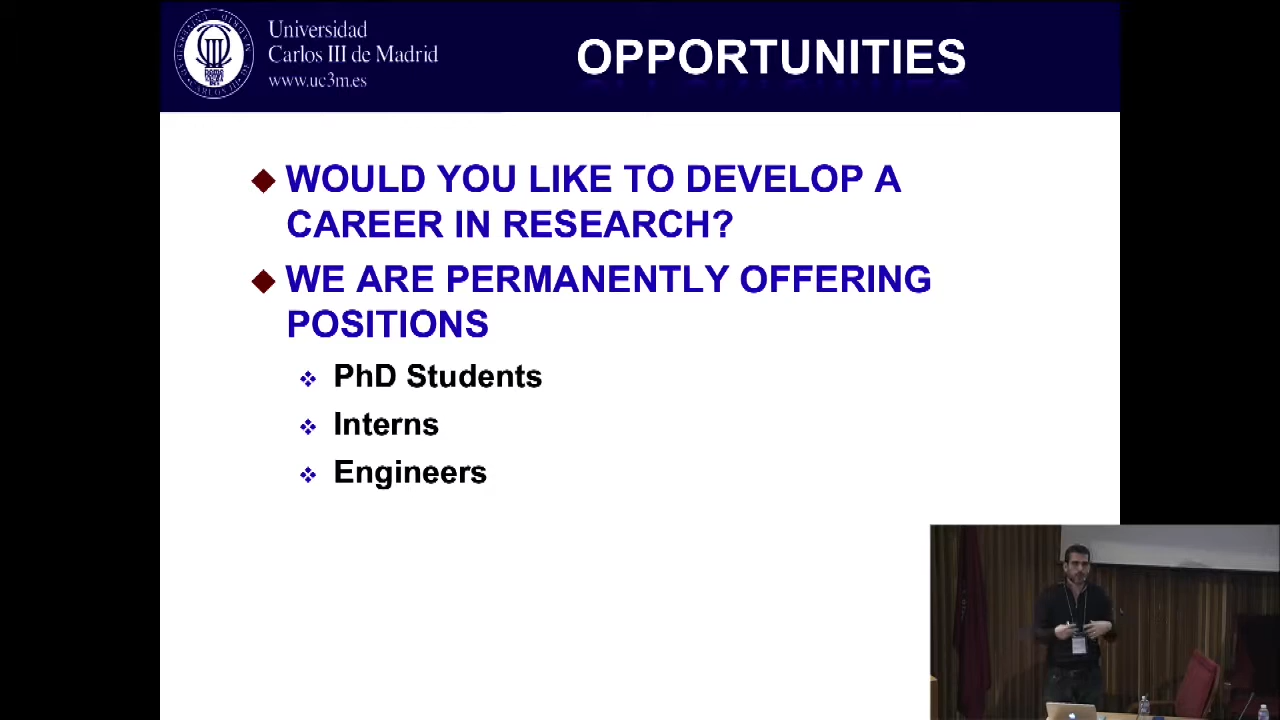 Universidad
Carlos III de Madrid
www.uc3m.es
OPPORTUNITIES
WOULD YOU LIKE TO DEVELOP A
CAREER IN RESEARCH?
WE ARE PERMANENTLY OFFERING
POSITIONS
PhD Students
Interns
Engineers